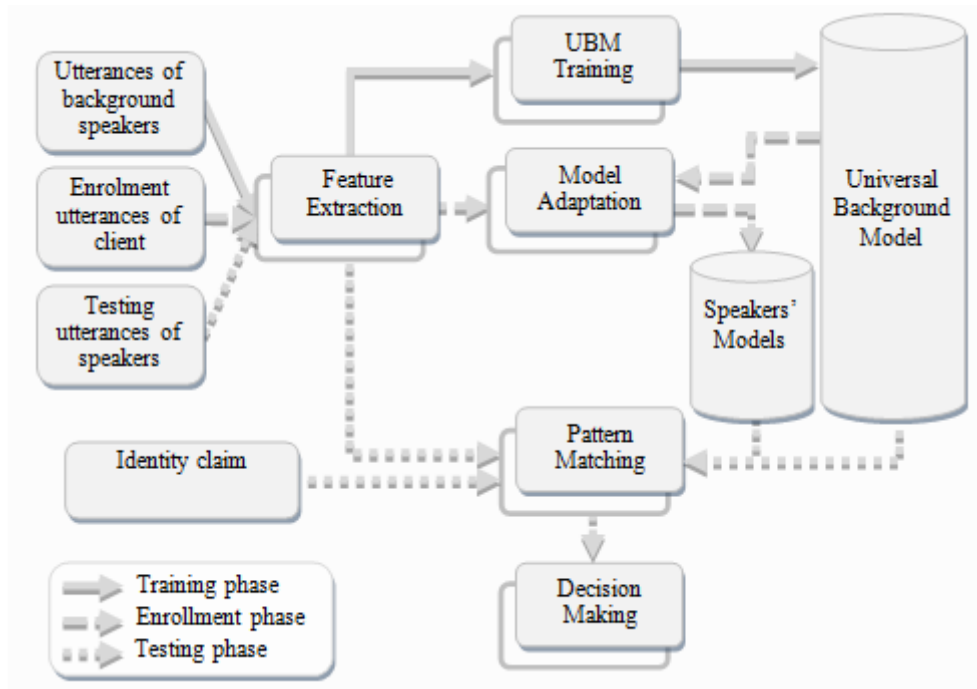 UBM
Training
Utterances of
background
speakers
Feature
Extraction
Model
Adaptation
Universal
Background
Model
Enrolment
utterances of
client
Testing
utterances of
speakers
Speakers’
Models
Identity claim
Pattern
Matching
Decision
Making
Training phase
Enrollment phase
Testing phase